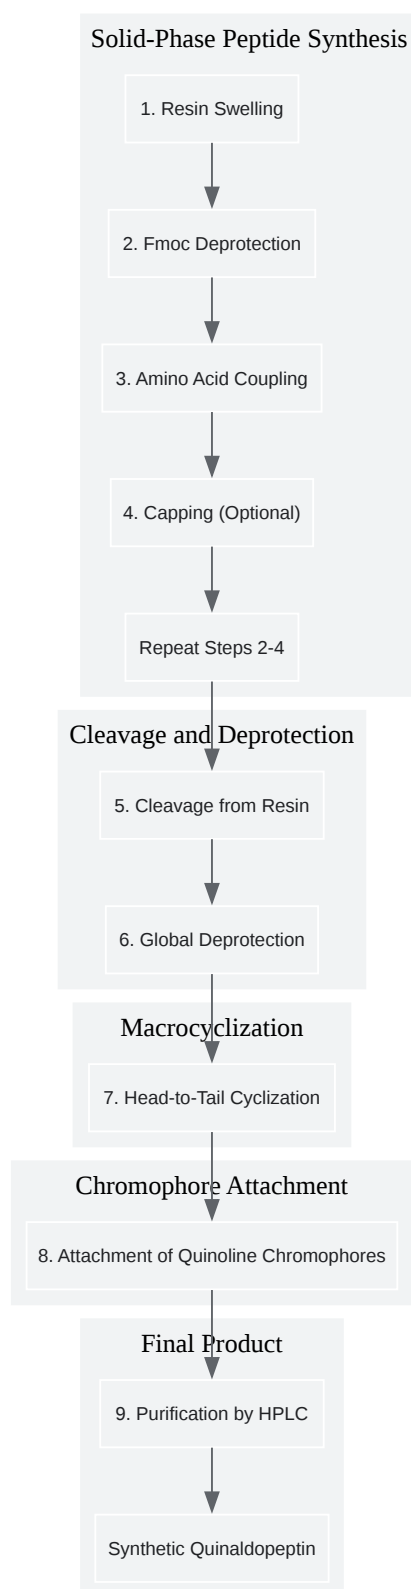 Solid-Phase Peptide Synthesis
1. Resin Swelling
2. Fmoc Deprotection
3. Amino Acid Coupling
4. Capping (Optional)
Repeat Steps 2-4
Cleavage and Deprotection
5. Cleavage from Resin
6. Global Deprotection
Macrocyclization
7. Head-to-Tail Cyclization
Chromophore Attachment
8. Attachment of Quinoline Chromophores
Final Product
9. Purification by HPLC
Synthetic Quinaldopeptin